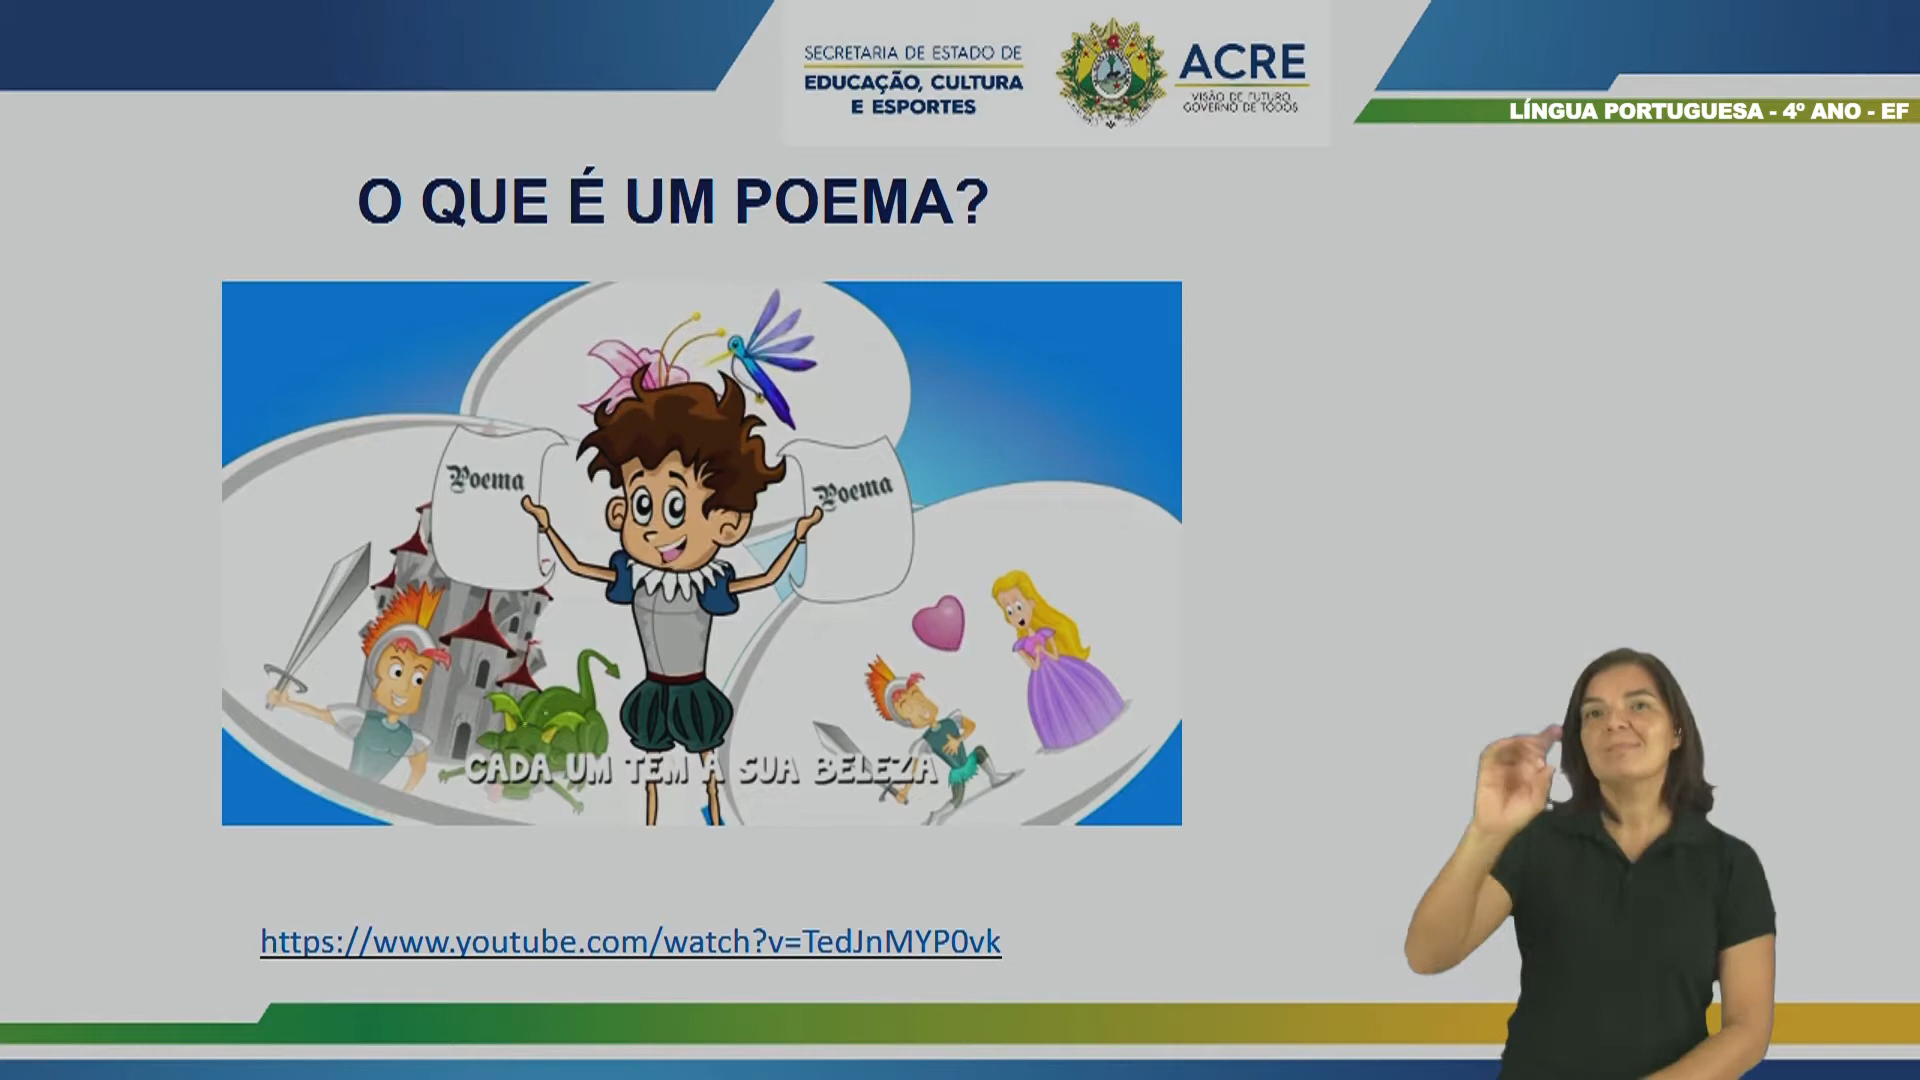 SECRETARIA DE ESTADO DE
EDUCAÇÃO, CULTURA
E ESPORTES
ACRE
VISÃO DE FUTURO,
GOVERNO DE TODOS
LÍNGUA PORTUGUESA - 4º ANO - EF
O QUE É UM POEMA?
Poema
Poema
CADA UM TEM A SUA BELEZA
https://www.youtube.com/watch?v=TedJnMYP0vk